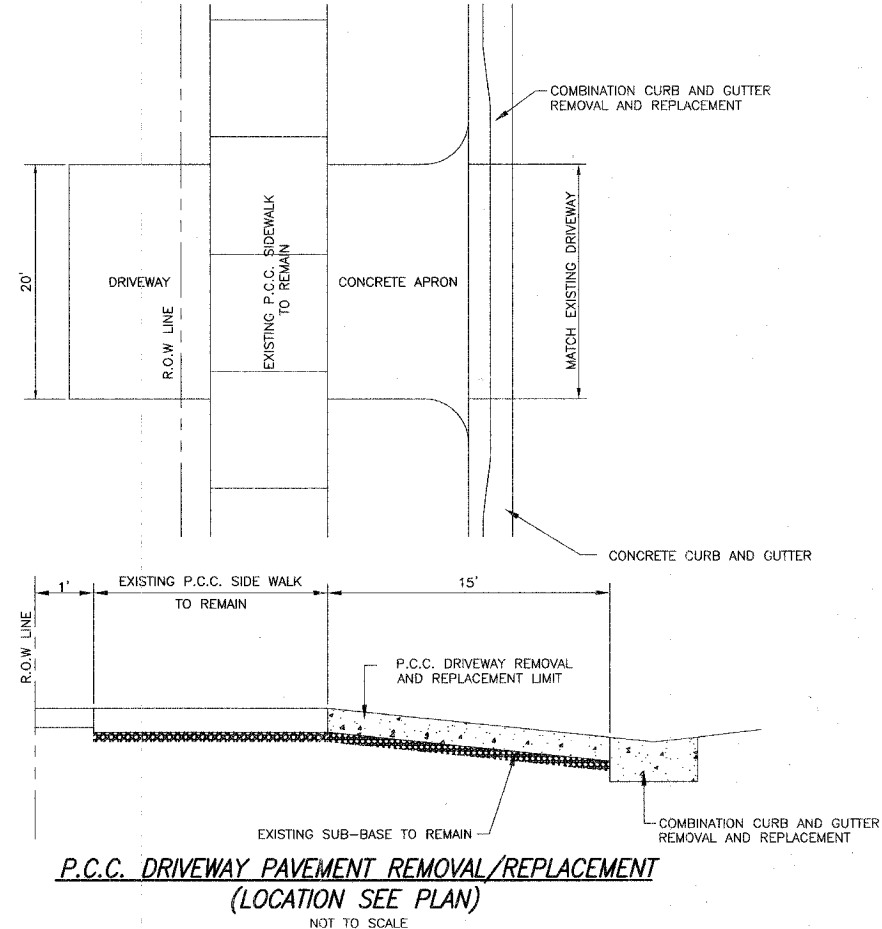 COMBINATION CURB AND GUTTER
REMOVAL AND REPLACEMENT
20'
DRIVEWAY
R.O.W LINE
EXISTING P.C.C. SIDEWALK
TO REMAIN
CONCRETE APRON
MATCH EXISTING DRIVEWAY
CONCRETE CURB AND GUTTER
1'
EXISTING P.C.C. SIDE WALK
TO REMAIN
15'
R.O.W LINE
P.C.C. DRIVEWAY REMOVAL
AND REPLACEMENT LIMIT
EXISTING SUB-BASE TO REMAIN
COMBINATION CURB AND GUTTER
REMOVAL AND REPLACEMENT
P.C.C. DRIVEWAY PAVEMENT REMOVAL/REPLACEMENT
(LOCATION SEE PLAN)
NOT TO SCALE